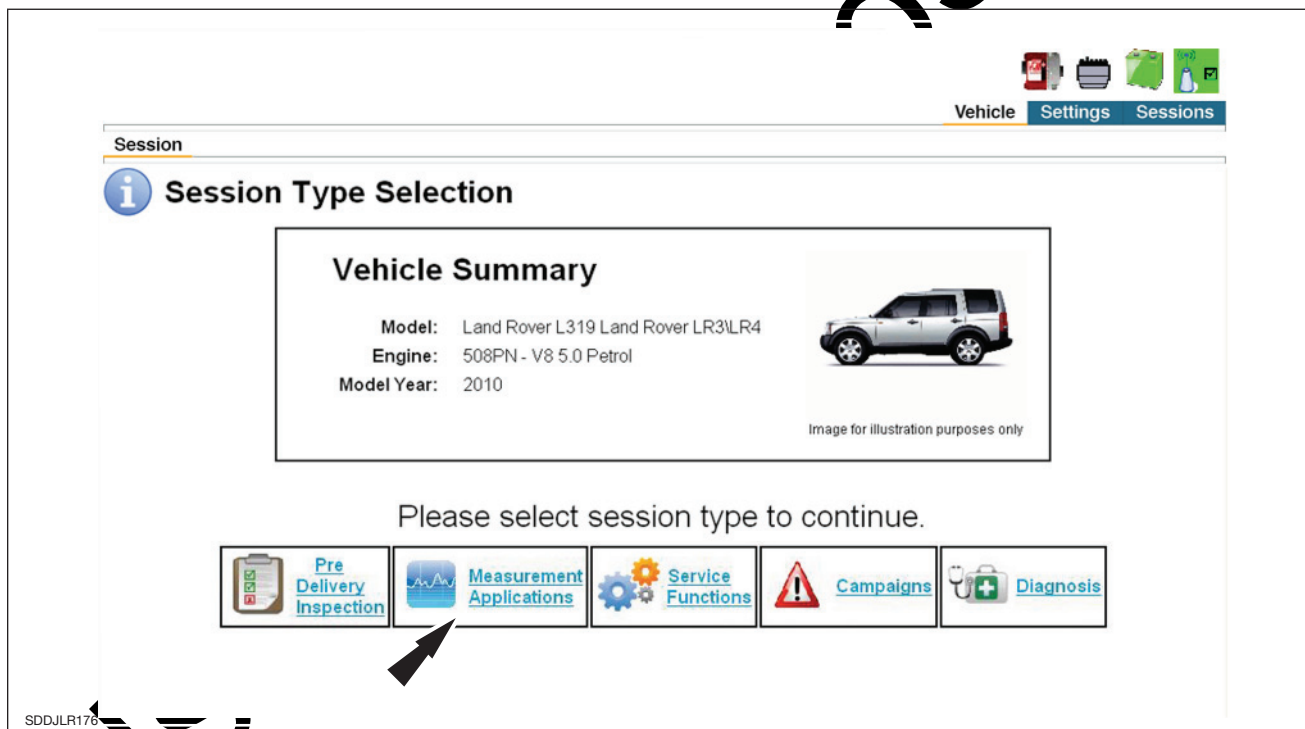 Vehicle Settings Sessions
Session
Session Type Selection
Vehicle Summary
Model: Land Rover L319 Land Rover LR3\LR4
Engine: 508PN - V8 5.0 Petrol
Model Year: 2010
Image for illustration purposes only
Please select session type to continue.
Pre
Delivery
Inspection
Measurement
Applications
Service
Functions
Campaigns
Diagnosis
SDDJLR176